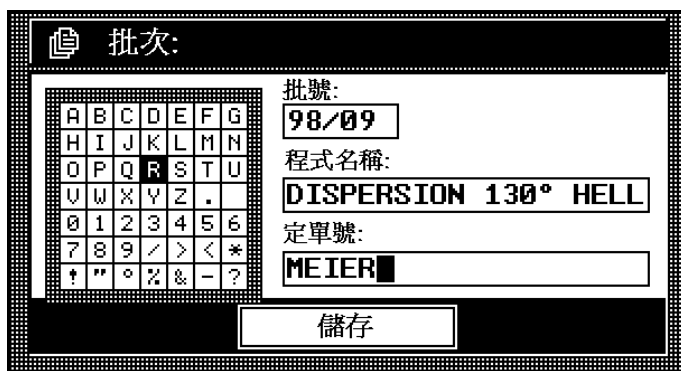 批次:
A B C D E F G
H I J K L M N
O P Q R S T U
V W X Y Z .
0 1 2 3 4 5 6
7 8 9 / > < *
! " ° % & - ?
批號:
98/09
程式名稱:
DISPERSION 130° HELL
定單號:
MEIER
儲存